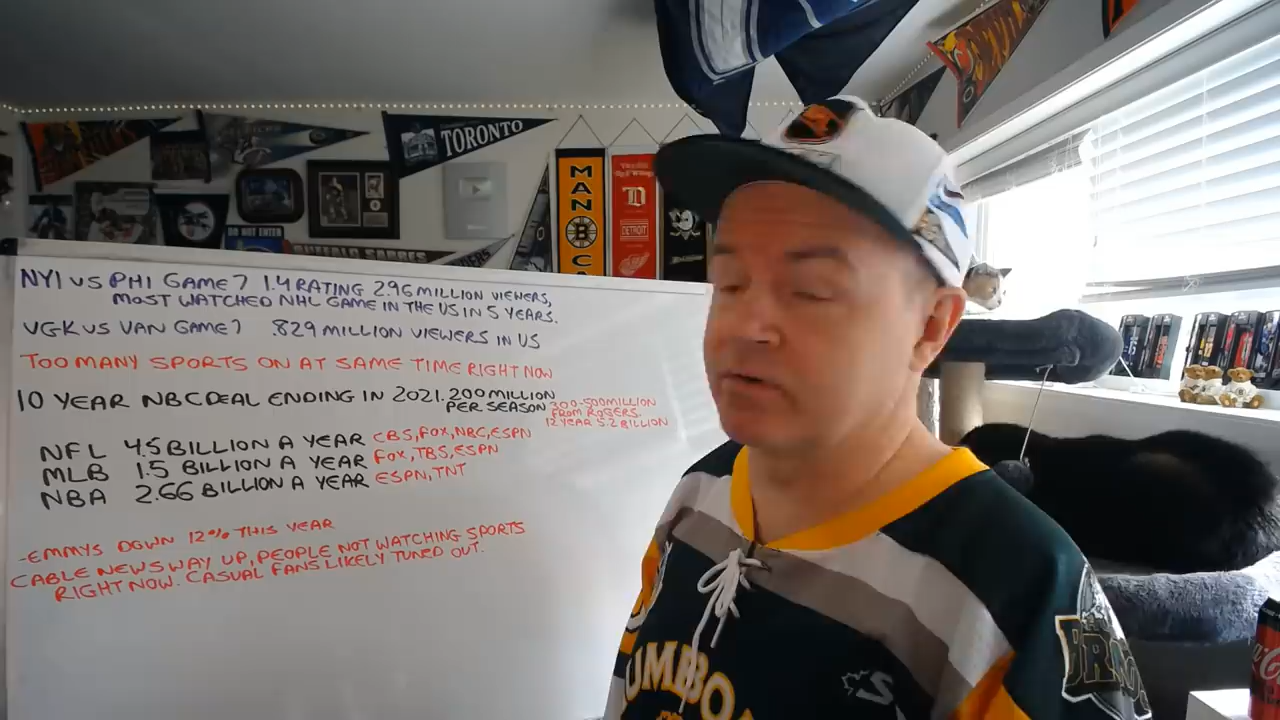 TORONTO
MAN
CA
DETROIT
DO NOT ENTER
BUFFALO SABRES
NYI VS PHI GAME 7 1.4 RATING 2.96 MILLION VIEWERS,
MOST WATCHED NHL GAME IN THE US IN 5 YEARS.
VGK VS VAN GAME 7 .829 MILLION VIEWERS IN US
TOO MANY SPORTS ON AT SAME TIME RIGHT NOW
10 YEAR NBC DEAL ENDING IN 2021. 200 MILLION
PER SEASON
300-500 MILLION
FROM ROGERS.
12 YEAR 5.2 BILLION
NFL 4.5 BILLION A YEAR CBS, FOX, NBC, ESPN
MLB 1.5 BILLION A YEAR FOX, TBS, ESPN
NBA 2.66 BILLION A YEAR ESPN, TNT
-EMMYS DOWN 12% THIS YEAR
CABLE NEWS WAY UP, PEOPLE NOT WATCHING SPORTS
RIGHT NOW. CASUAL FANS LIKELY TUNED OUT.
UMBO